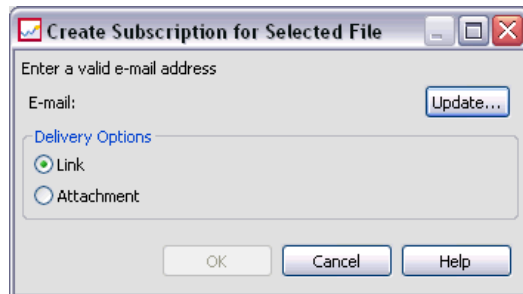 Create Subscription for Selected File
Enter a valid e-mail address
E-mail:
Update...
Delivery Options
Link
Attachment
OK Cancel Help